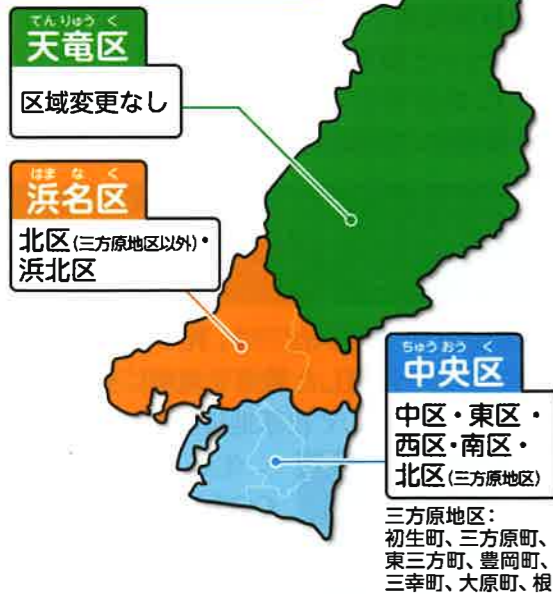 てんりゅう く
天竜区
区域変更なし
はま な く
浜名区
北区(三方原地区以外)・
浜北区
ちゅうおう く
中央区
中区・東区・
西区・南区・
北区(三方原地区)
三方原地区：
初生町、三方原町、
東三方町、豊岡町、
三幸町、大原町、根